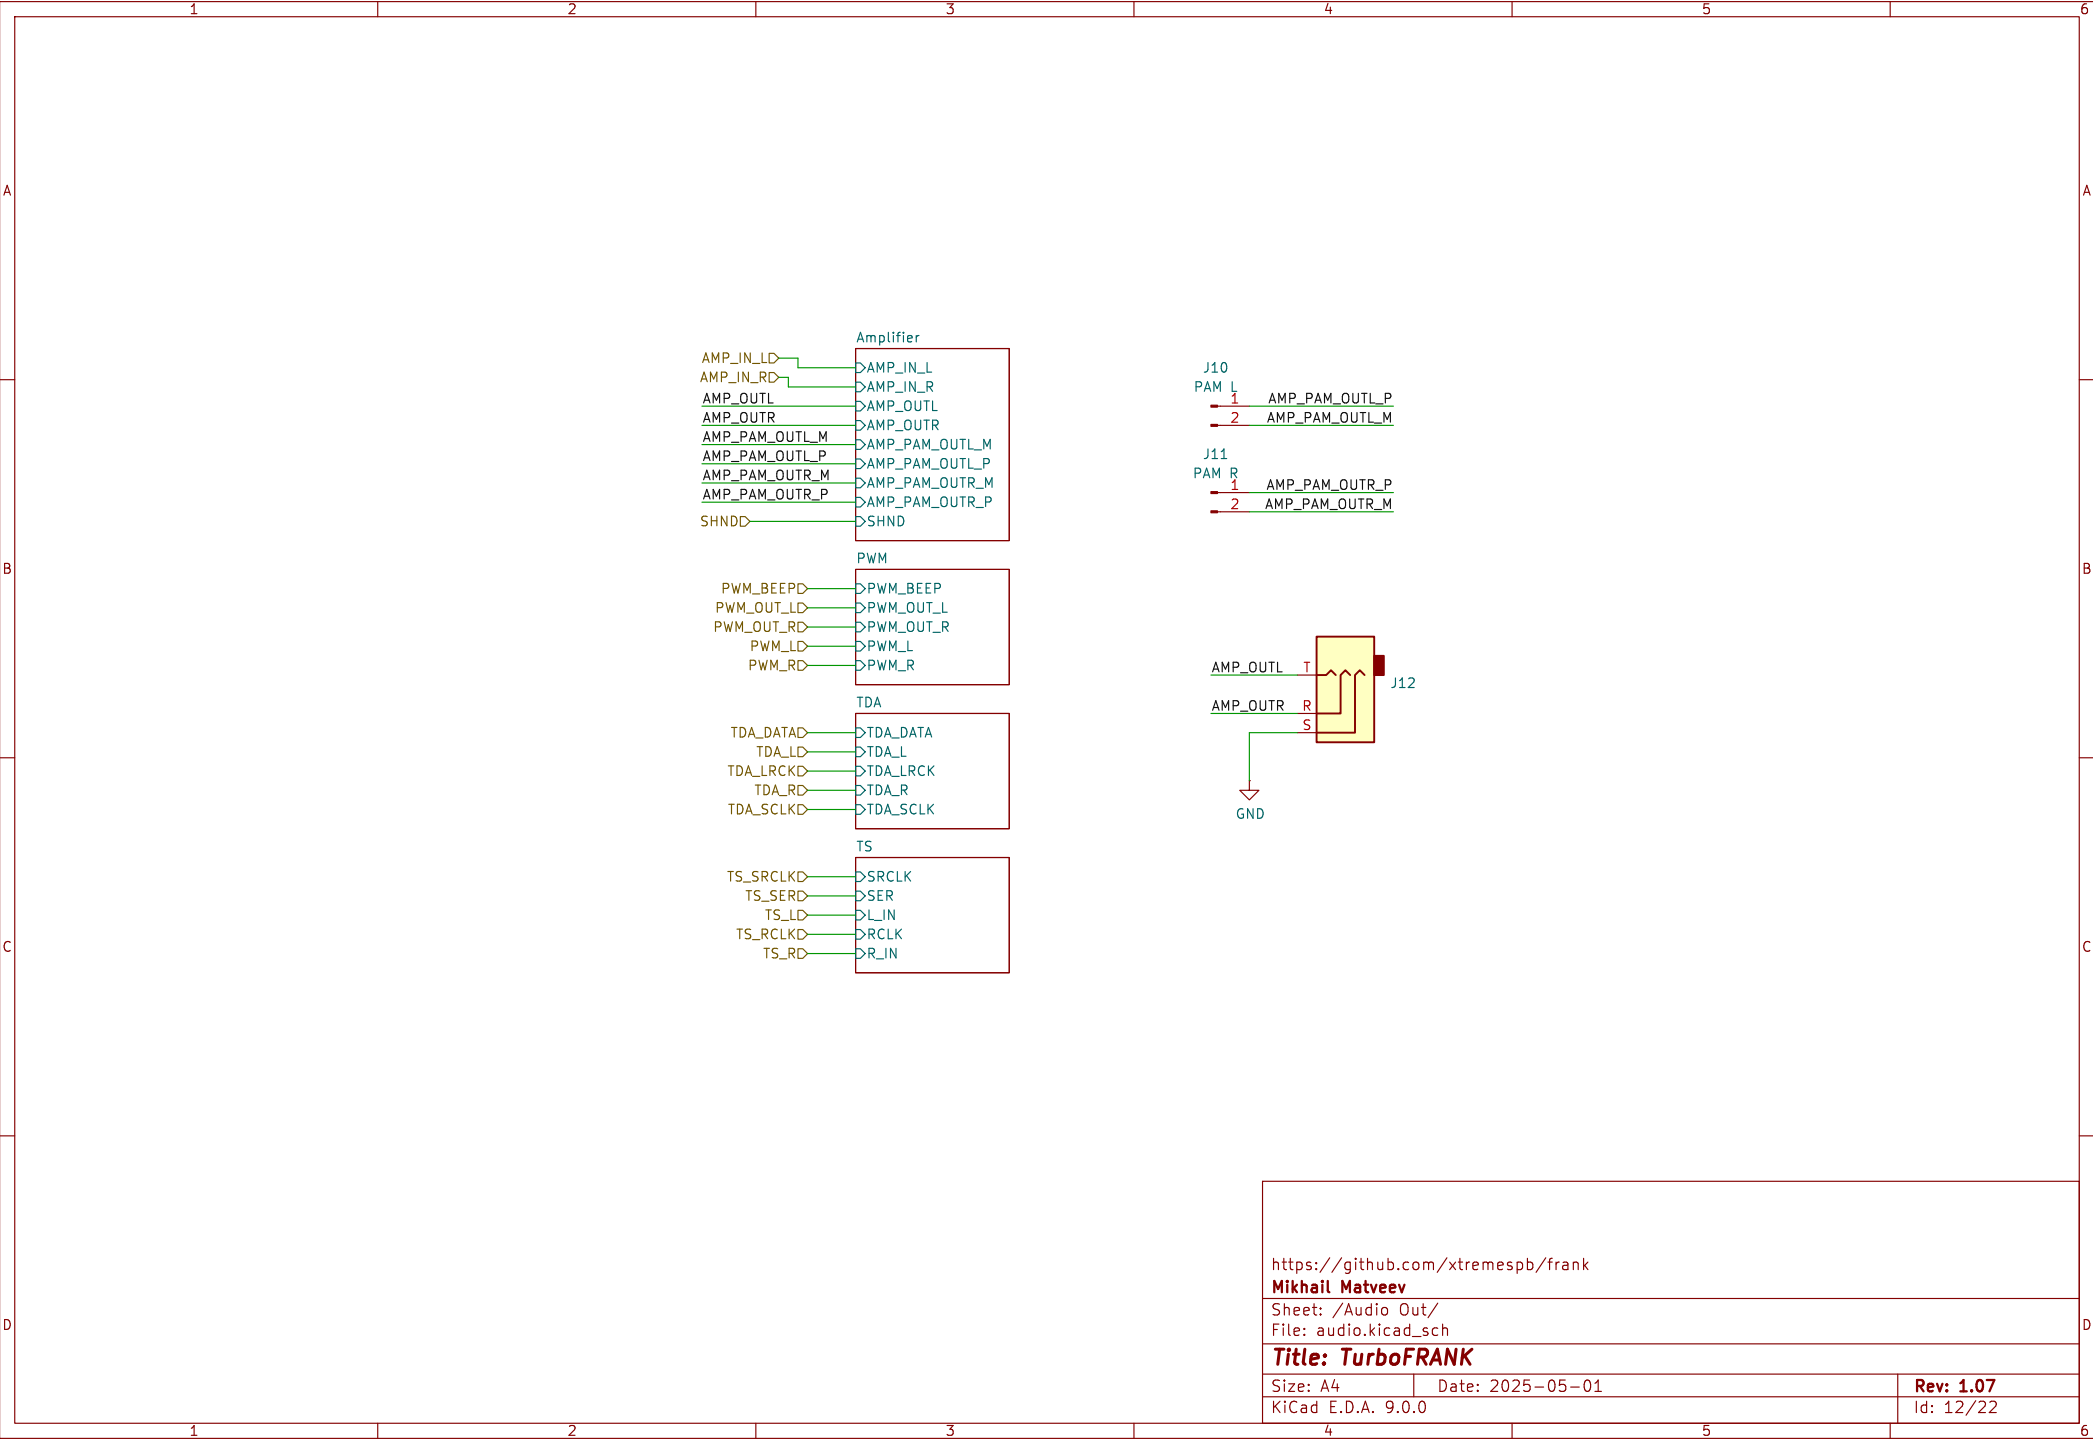 1 2 3 4 5 6
A A
B B
C C
D D
Amplifier
AMP_IN_L AMP_IN_L
AMP_IN_R AMP_IN_R
AMP_OUTL AMP_OUTL
AMP_OUTR AMP_OUTR
AMP_PAM_OUTL_M AMP_PAM_OUTL_M
AMP_PAM_OUTL_P AMP_PAM_OUTL_P
AMP_PAM_OUTR_M AMP_PAM_OUTR_M
AMP_PAM_OUTR_P AMP_PAM_OUTR_P
SHND SHND
PWM
PWM_BEEP PWM_BEEP
PWM_OUT_L PWM_OUT_L
PWM_OUT_R PWM_OUT_R
PWM_L PWM_L
PWM_R PWM_R
TDA
TDA_DATA TDA_DATA
TDA_L TDA_L
TDA_LRCK TDA_LRCK
TDA_R TDA_R
TDA_SCLK TDA_SCLK
TS
TS_SRCLK SRCLK
TS_SER SER
TS_L L_IN
TS_RCLK RCLK
TS_R R_IN
J10
PAM L
1 AMP_PAM_OUTL_P
2 AMP_PAM_OUTL_M
J11
PAM R
1 AMP_PAM_OUTR_P
2 AMP_PAM_OUTR_M
AMP_OUTL T
J12
AMP_OUTR R
S
GND
https://github.com/xtremespb/frank
Mikhail Matveev
Sheet: /Audio Out/
File: audio.kicad_sch
Title: TurboFRANK
Size: A4 Date: 2025-05-01 Rev: 1.07
KiCad E.D.A. 9.0.0 Id: 12/22
1 2 3 4 5 6